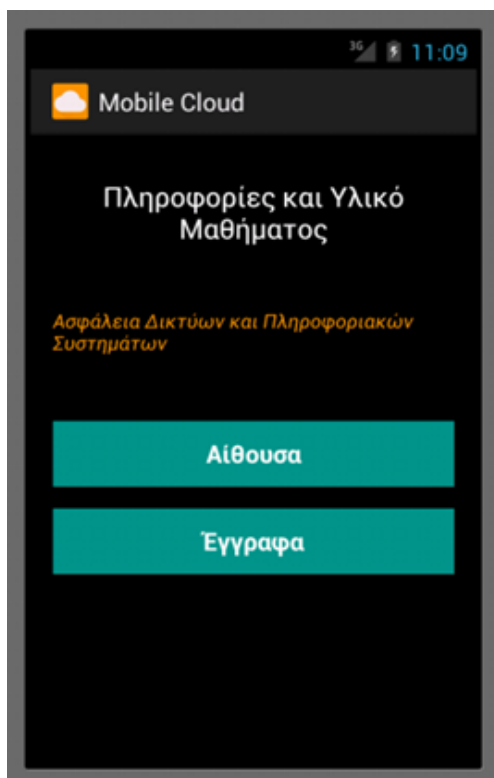 3G 11:09
Mobile Cloud
Πληροφορίες και Υλικό
Μαθήματος
Ασφάλεια Δικτύων και Πληροφοριακών
Συστημάτων
Αίθουσα
Έγγραφα